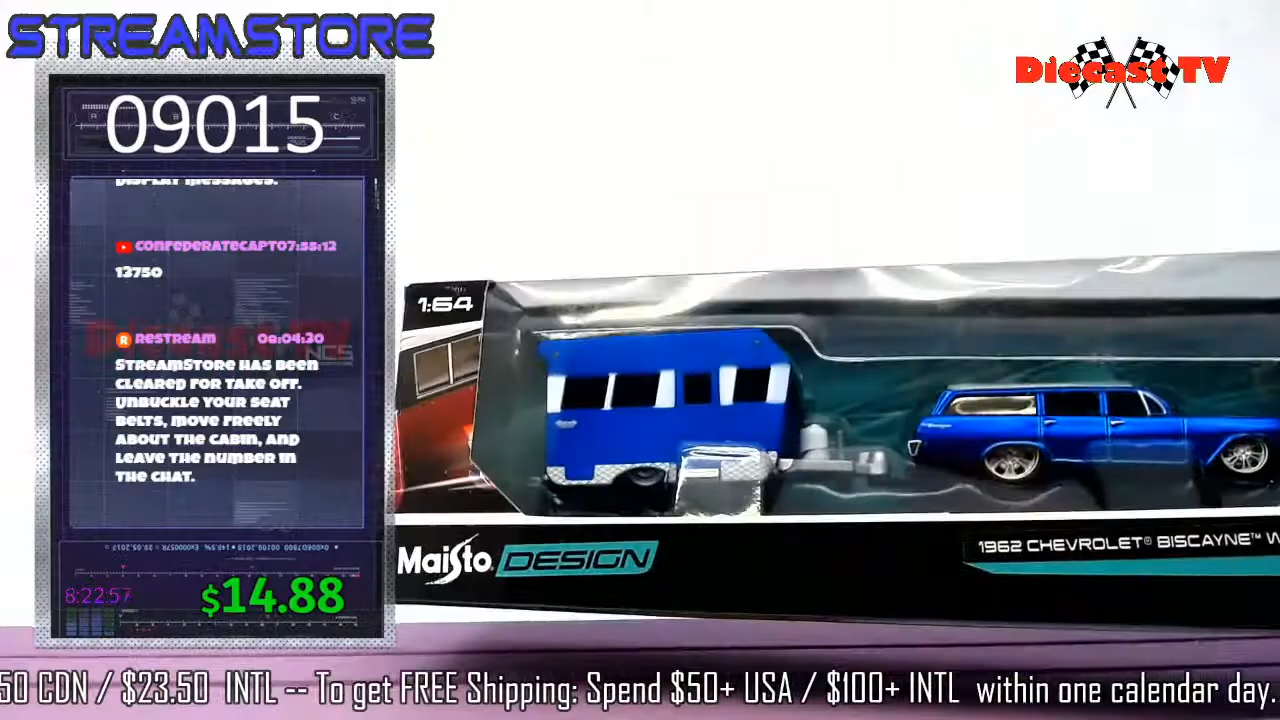 STREAMSTORE
Diecast TV
09015
DISPLAY MESSAGES.
CONFEDERATECAPT07:55:12
13750
RESTREAM 08:04:20
STREAMSTORE HAS BEEN
CLEARED FOR TAKE OFF.
UNBUCKLE YOUR SEAT
BELTS, MOVE FREELY
ABOUT THE CABIN, AND
LEAVE THE NUMBER IN
THE CHAT.
8:22:57
$14.88
1:64
Maisto DESIGN
1962 CHEVROLET® BISCAYNE™ W
50 CDN / $23.50 INTL -- To get FREE Shipping: Spend $50+ USA / $100+ INTL within one calendar day.